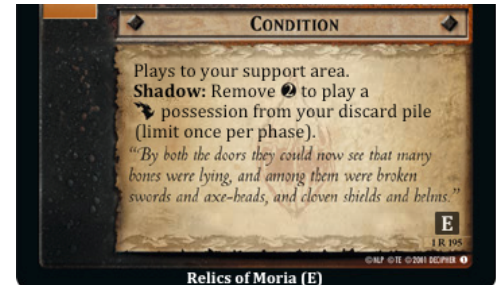 CONDITION
Plays to your support area.
Shadow: Remove 2 to play a
possession from your discard pile
(limit once per phase).
“‘By both the doors they could now see that many
bones were lying, and among them were broken
swords and axe-heads, and cloven shields and helms.”
E
1 R 195
©NLP ©TE ©2001 DECIPHER
Relics of Moria (E)